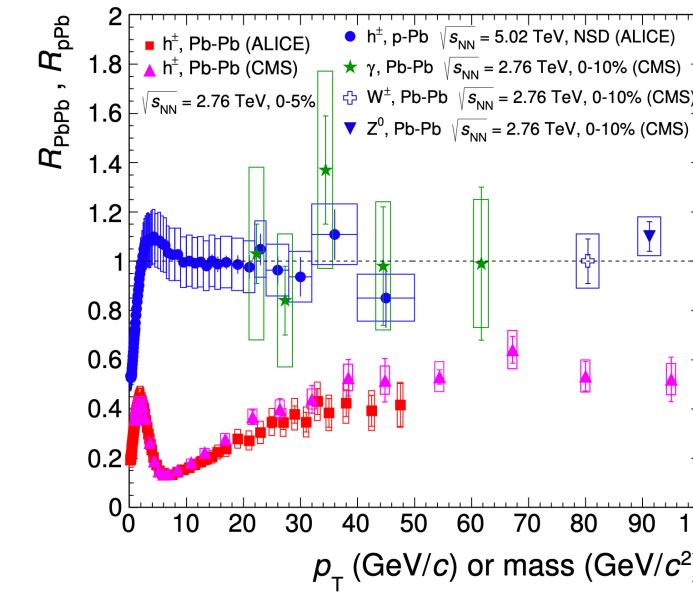 R_PbPb , R_pPb
2
1.8
1.6
1.4
1.2
1
0.8
0.6
0.4
0.2
0
h±, Pb-Pb (ALICE)
h±, Pb-Pb (CMS)
√s_NN = 2.76 TeV, 0-5%
h±, p-Pb √s_NN = 5.02 TeV, NSD (ALICE)
γ, Pb-Pb √s_NN = 2.76 TeV, 0-10% (CMS)
W±, Pb-Pb √s_NN = 2.76 TeV, 0-10% (CMS)
Z⁰, Pb-Pb √s_NN = 2.76 TeV, 0-10% (CMS)
0 10 20 30 40 50 60 70 80 90 1
p_T (GeV/c) or mass (GeV/c²